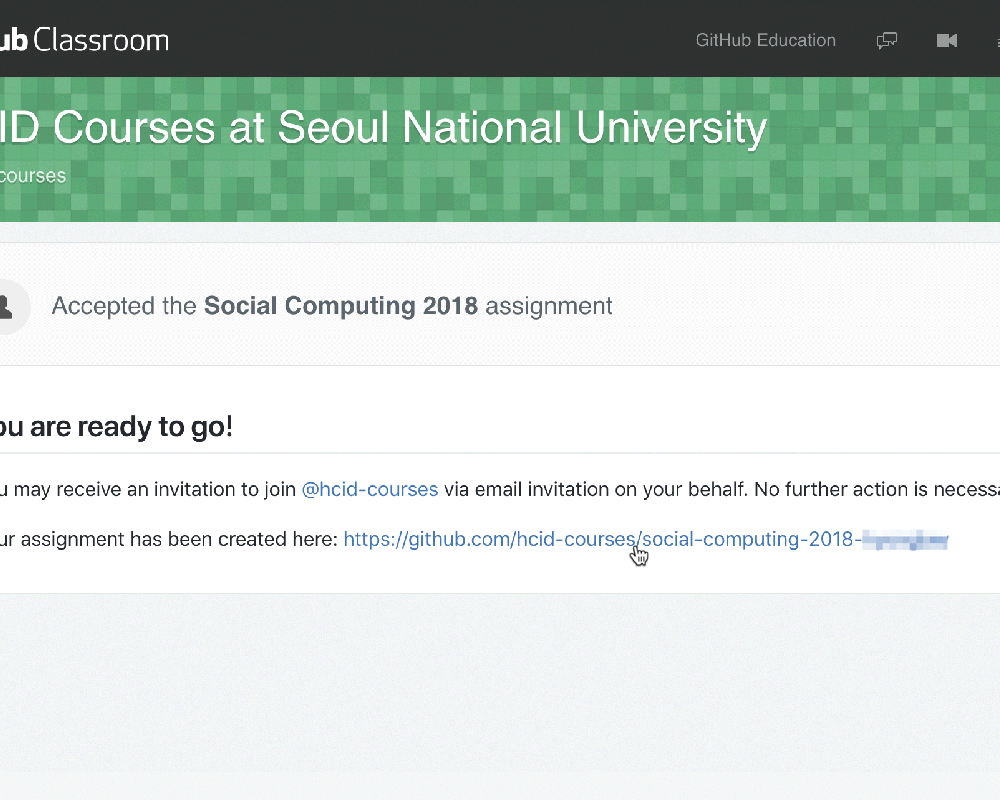 ub Classroom
GitHub Education
ID Courses at Seoul National University
courses
Accepted the Social Computing 2018 assignment
ou are ready to go!
u may receive an invitation to join @hcid-courses via email invitation on your behalf. No further action is necessa
ur assignment has been created here: https://github.com/hcid-courses/social-computing-2018-